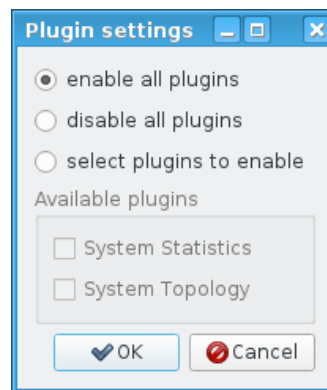 Plugin settings
enable all plugins
disable all plugins
select plugins to enable
Available plugins
System Statistics
System Topology
OK Cancel